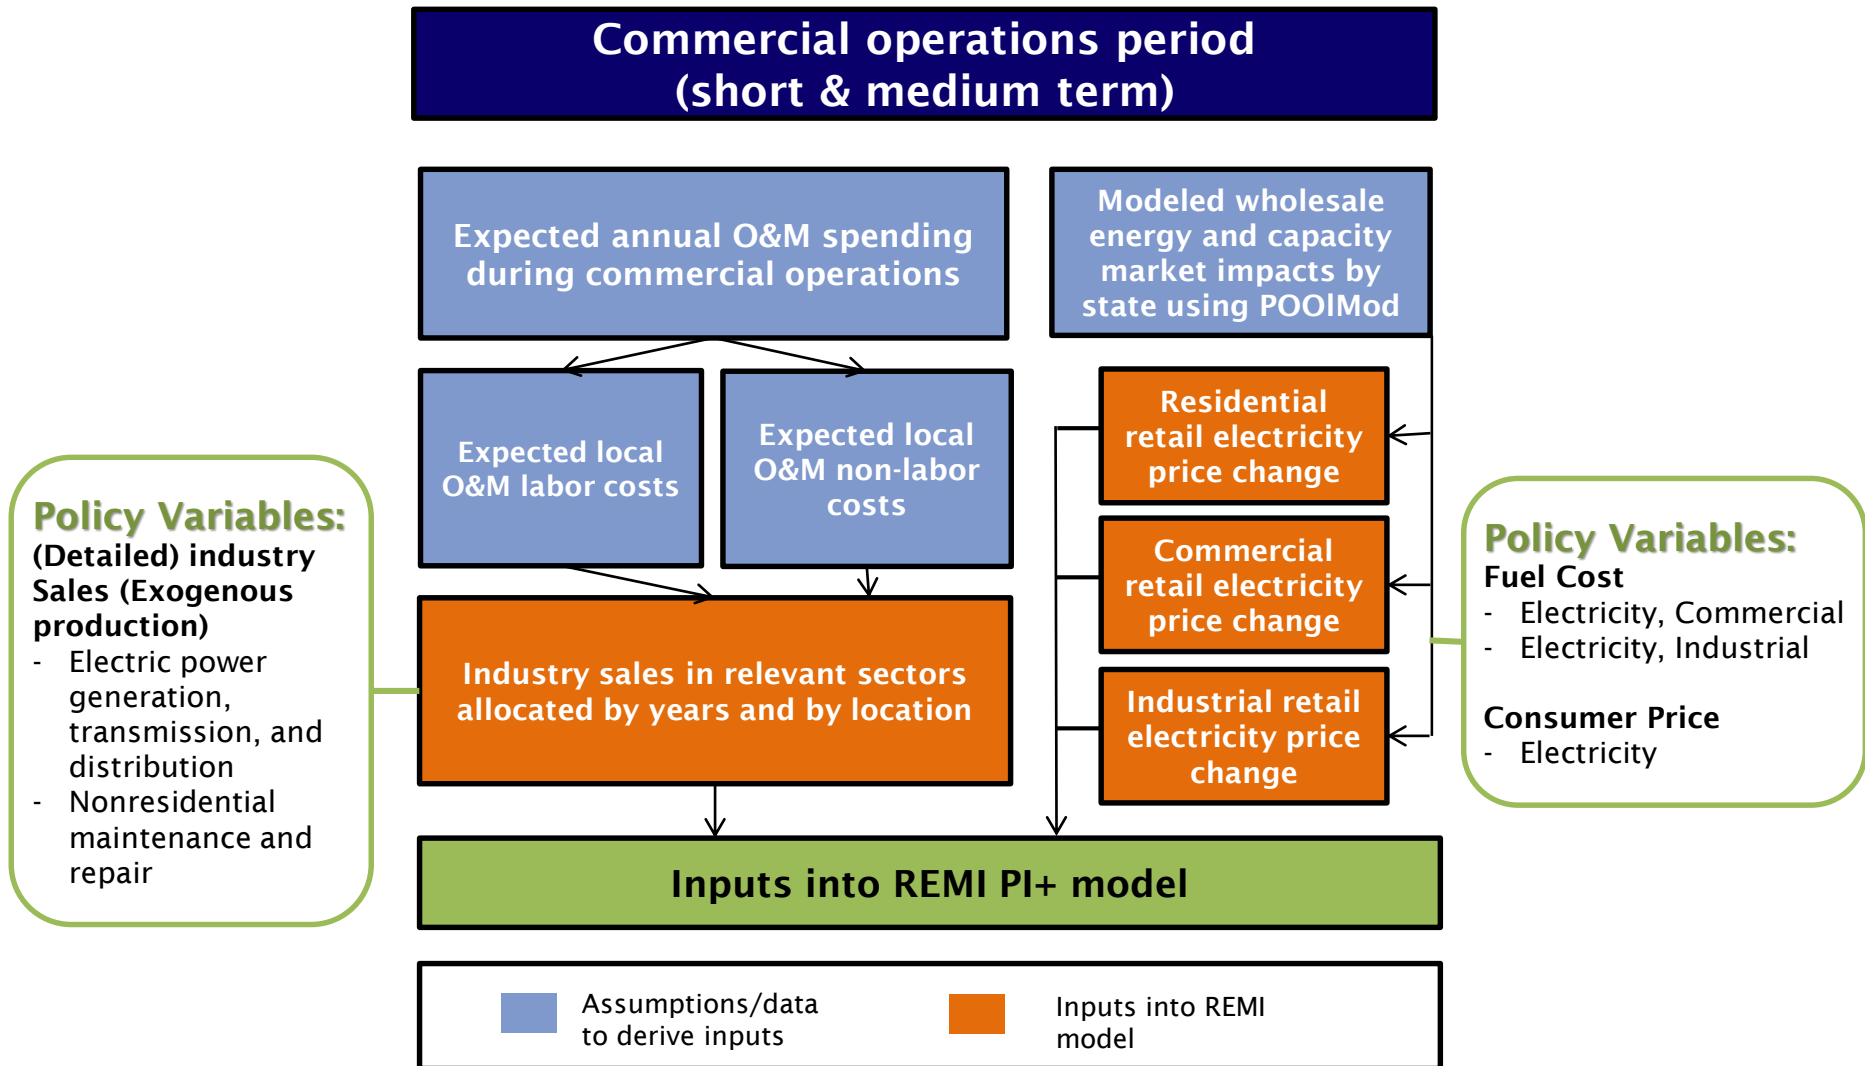 Commercial operations period
(short & medium term)
Expected annual O&M spending
during commercial operations
Modeled wholesale
energy and capacity
market impacts by
state using POOlMod
Expected local
O&M labor costs
Expected local
O&M non-labor
costs
Residential
retail electricity
price change
Commercial
retail electricity
price change
Industrial retail
electricity price
change
Industry sales in relevant sectors
allocated by years and by location
Policy Variables:
(Detailed) industry
Sales (Exogenous
production)
- Electric power
generation,
transmission, and
distribution
- Nonresidential
maintenance and
repair
Policy Variables:
Fuel Cost
- Electricity, Commercial
- Electricity, Industrial
Consumer Price
- Electricity
Inputs into REMI PI+ model
Assumptions/data
to derive inputs
Inputs into REMI
model